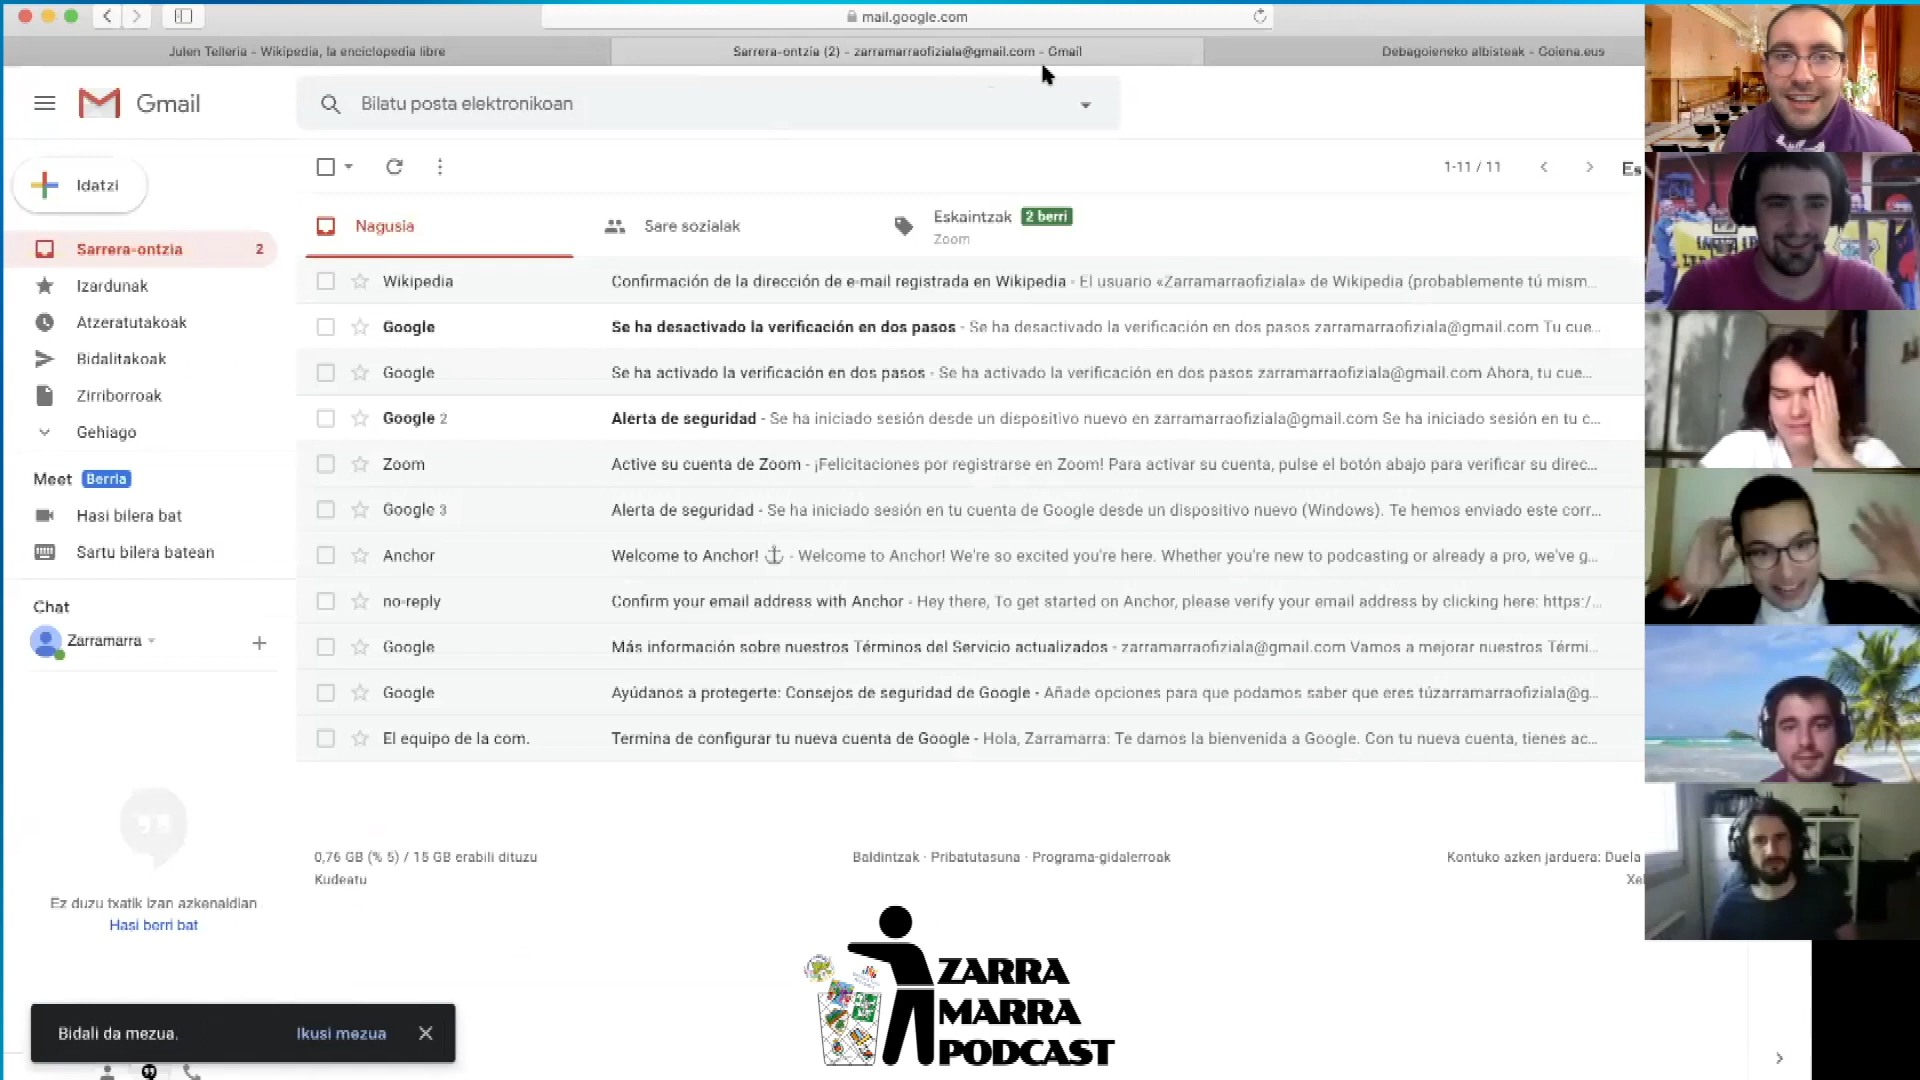 mail.google.com
Julen Telleria - Wikipedia, la enciclopedia libre
Sarrera-ontzia (2) - zarramarraofiziala@gmail.com - Gmail
Debagoieneko albisteak - Goiena.eus
Gmail
Bilatu posta elektronikoan
Idatzi
1-11 / 11
Es
Sarrera-ontzia 2
Izardunak
Atzeratutakoak
Bidalitakoak
Zirriborroak
Gehiago
Meet Berria
Hasi bilera bat
Sartu bilera batean
Chat
Zarramarra
Ez duzu txatik izan azkenaldian
Hasi berri bat
Nagusia
Sare sozialak
Eskaintzak 2 berri
Zoom
Wikipedia Confirmación de la dirección de e-mail registrada en Wikipedia - El usuario «Zarramarraofiziala» de Wikipedia (probablemente tú mism...
Google Se ha desactivado la verificación en dos pasos - Se ha desactivado la verificación en dos pasos zarramarraofiziala@gmail.com Tu cue...
Google Se ha activado la verificación en dos pasos - Se ha activado la verificación en dos pasos zarramarraofiziala@gmail.com Ahora, tu cue...
Google 2 Alerta de seguridad - Se ha iniciado sesión desde un dispositivo nuevo en zarramarraofiziala@gmail.com Se ha iniciado sesión en tu c...
Zoom Active su cuenta de Zoom - ¡Felicitaciones por registrarse en Zoom! Para activar su cuenta, pulse el botón abajo para verificar su direc...
Google 3 Alerta de seguridad - Se ha iniciado sesión en tu cuenta de Google desde un dispositivo nuevo (Windows). Te hemos enviado este corr...
Anchor Welcome to Anchor! ⚓ - Welcome to Anchor! We're so excited you're here. Whether you're new to podcasting or already a pro, we've g...
no-reply Confirm your email address with Anchor - Hey there, To get started on Anchor, please verify your email address by clicking here: https:/...
Google Más información sobre nuestros Términos del Servicio actualizados - zarramarraofiziala@gmail.com Vamos a mejorar nuestros Térmi...
Google Ayúdanos a protegerte: Consejos de seguridad de Google - Añade opciones para que podamos saber que eres túzarramarraofiziala@g...
El equipo de la com. Termina de configurar tu nueva cuenta de Google - Hola, Zarramarra: Te damos la bienvenida a Google. Con tu nueva cuenta, tienes ac...
0,76 GB (% 5) / 15 GB erabili dituzu
Kudeatu
Baldintzak · Pribatutasuna · Programa-gidalerroak
Kontuko azken jarduera: Duela
Xe
ZARRA
MARRA
PODCAST
Bidali da mezua. Ikusi mezua